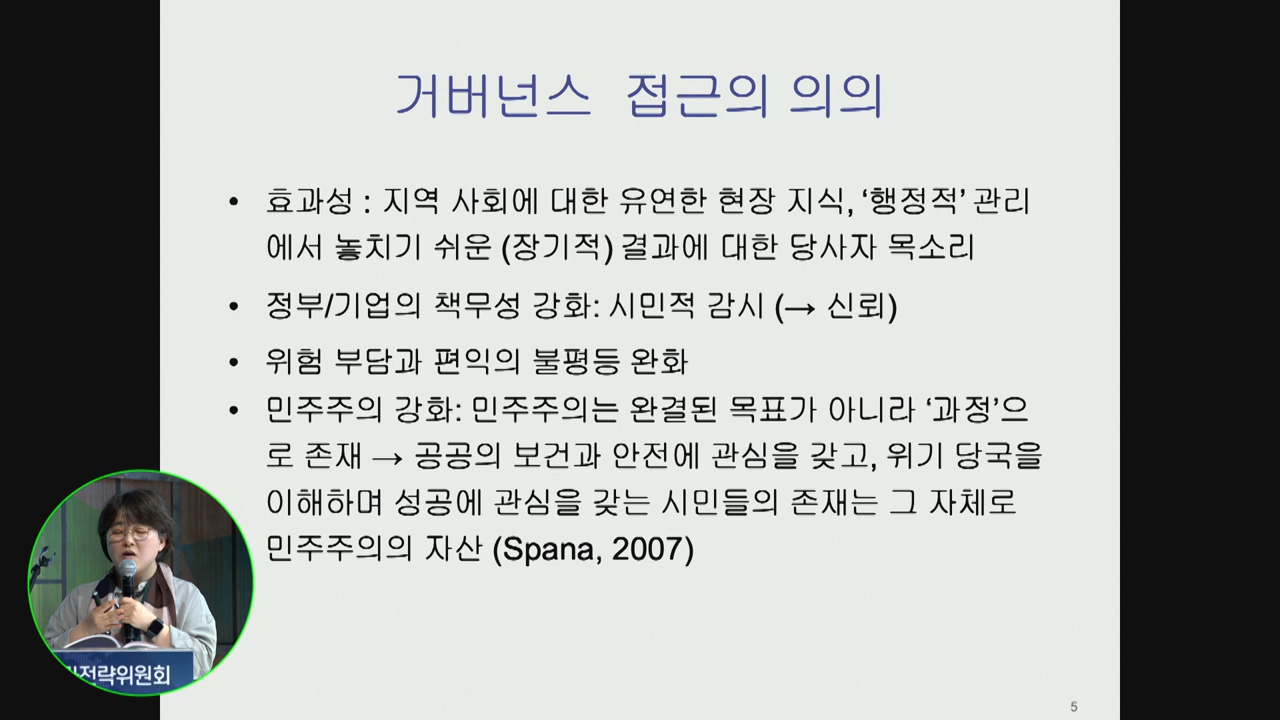 거버넌스 접근의 의의
• 효과성 : 지역 사회에 대한 유연한 현장 지식, ‘행정적’ 관리
에서 놓치기 쉬운 (장기적) 결과에 대한 당사자 목소리
• 정부/기업의 책무성 강화: 시민적 감시 (→ 신뢰)
• 위험 부담과 편익의 불평등 완화
• 민주주의 강화: 민주주의는 완결된 목표가 아니라 ‘과정’으
로 존재 → 공공의 보건과 안전에 관심을 갖고, 위기 당국을
이해하며 성공에 관심을 갖는 시민들의 존재는 그 자체로
민주주의의 자산 (Spana, 2007)
전략위원회
5